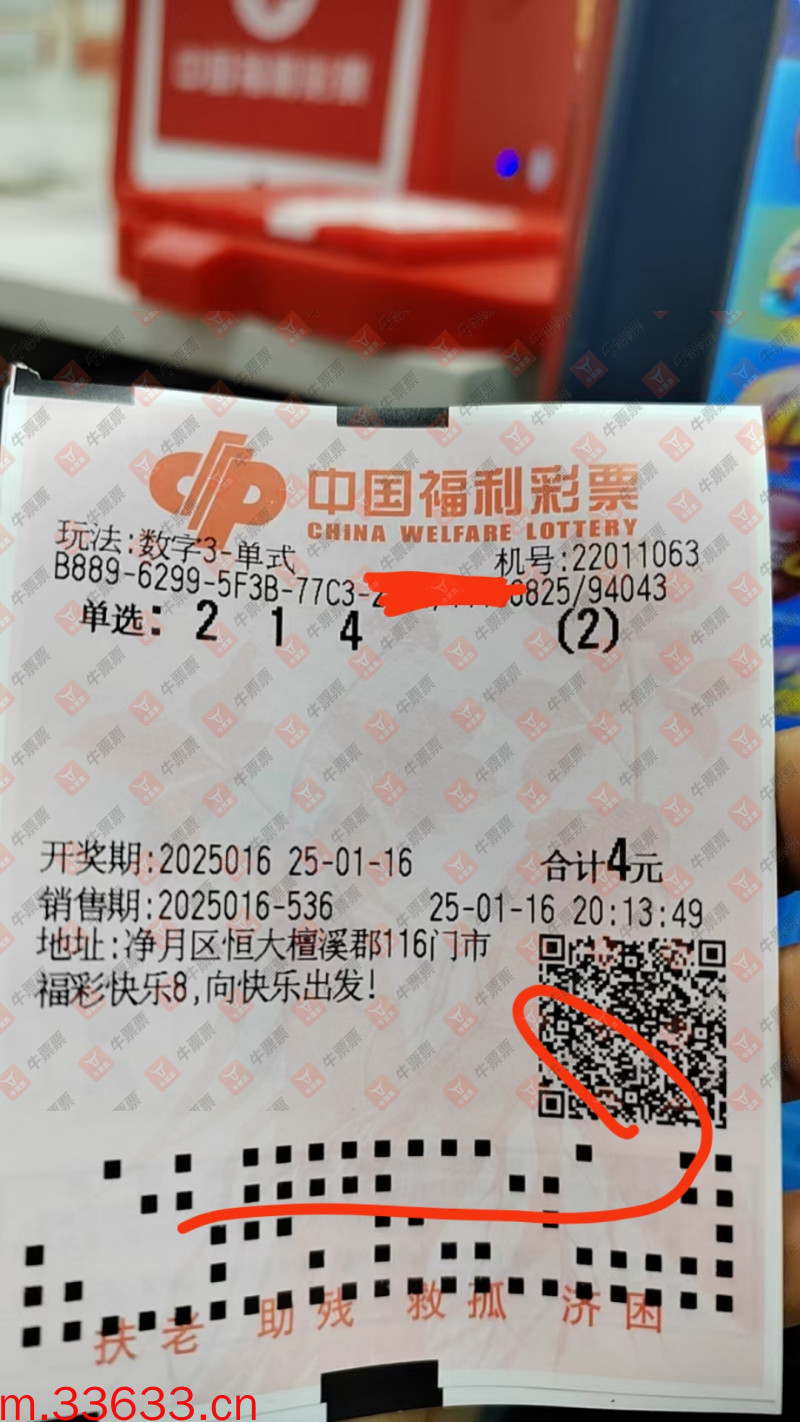 中国福利彩票
CHINA WELFARE LOTTERY
玩法:数字3-单式 机号:22011063
B889-6299-5F3B-77C3- 6825/94043
单选: 2 1 4 (2)
开奖期:2025016 25-01-16 合计4元
销售期:2025016-536 25-01-16 20:13:49
地址:净月区恒大檀溪郡116门市
福彩快乐8,向快乐出发!
扶老 助残 救孤 济困
牛票票
m.33633.cn